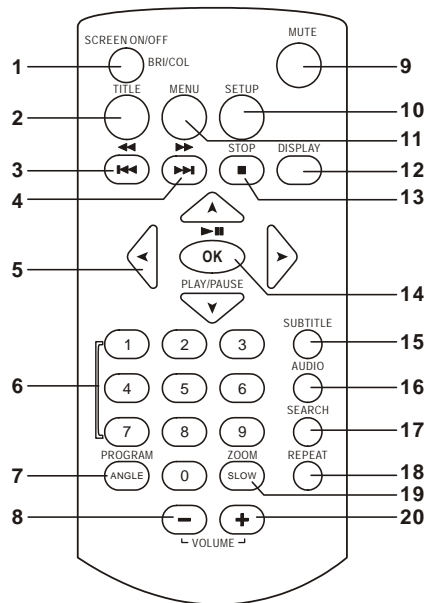 SCREEN ON/OFF
MUTE
1
BRI/COL
9
TITLE
MENU
SETUP
2
10
11
STOP
DISPLAY
3
12
4
13
5
OK
14
PLAY/PAUSE
SUBTITLE
1
2
3
15
AUDIO
6
4
5
6
16
SEARCH
7
8
9
17
PROGRAM
ZOOM
REPEAT
18
7
ANGLE
0
SLOW
19
8
−
+
20
VOLUME